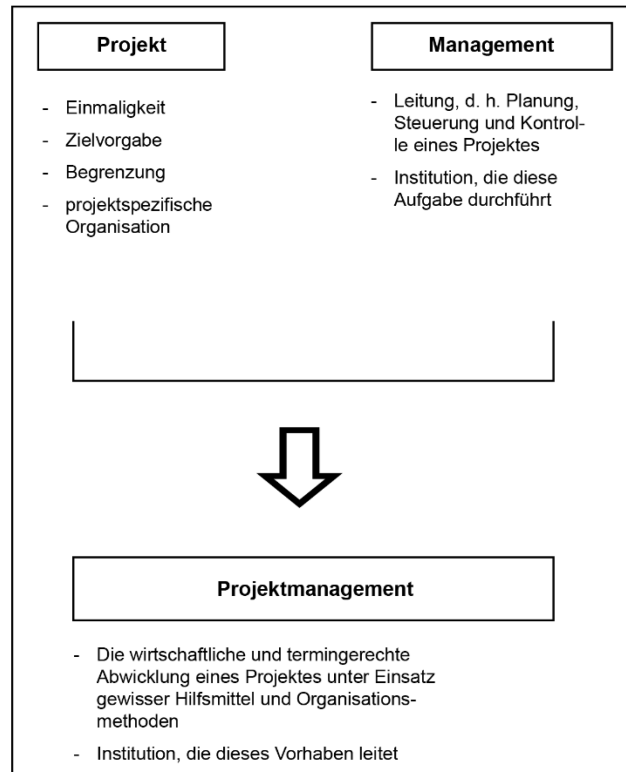 Projekt
- Einmaligkeit
- Zielvorgabe
- Begrenzung
- projektspezifische
Organisation
Management
- Leitung, d. h. Planung,
Steuerung und Kontrol-
le eines Projektes
- Institution, die diese
Aufgabe durchführt
Projektmanagement
- Die wirtschaftliche und termingerechte
Abwicklung eines Projektes unter Einsatz
gewisser Hilfsmittel und Organisations-
methoden
- Institution, die dieses Vorhaben leitet